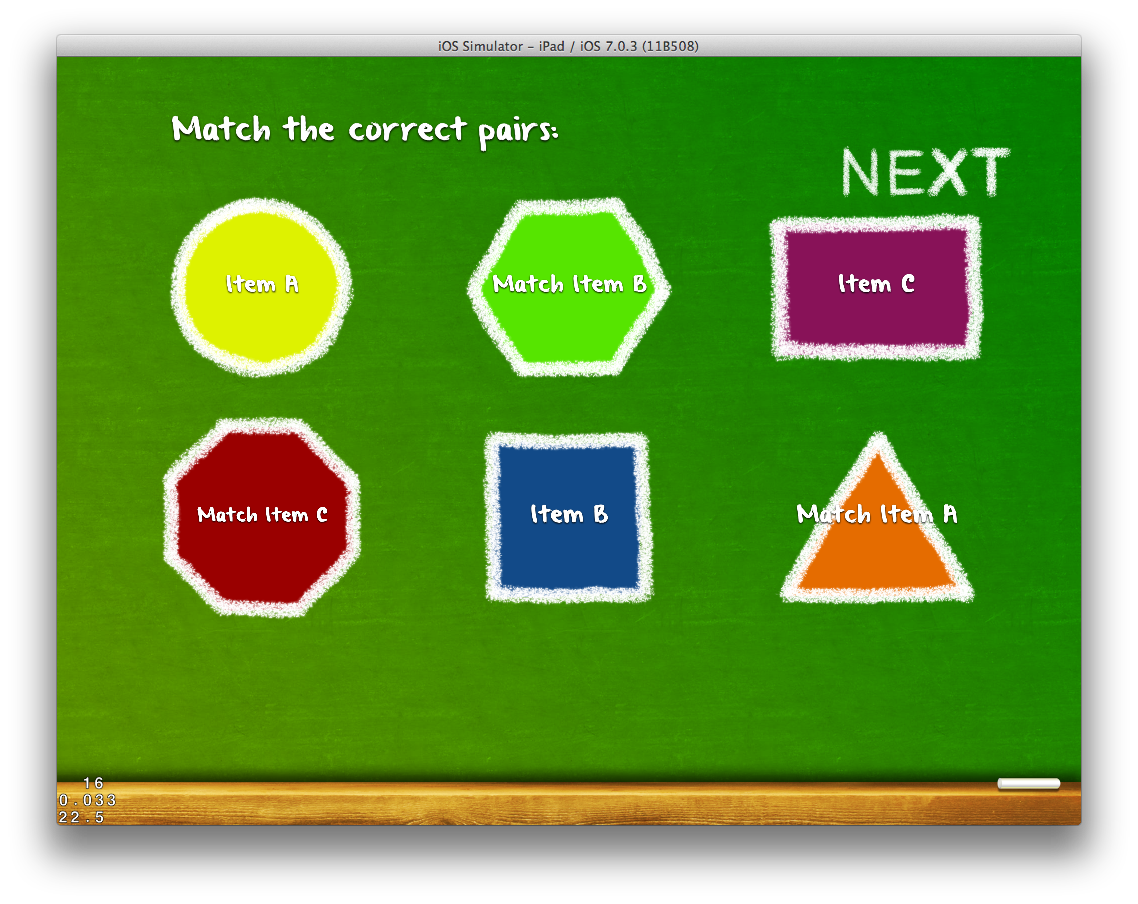 iOS Simulator – iPad / iOS 7.0.3 (11B508)
Match the correct pairs:
NEXT
Item A
Match Item B
Item C
Match Item C
Item B
Match Item A
16
0.033
22.5